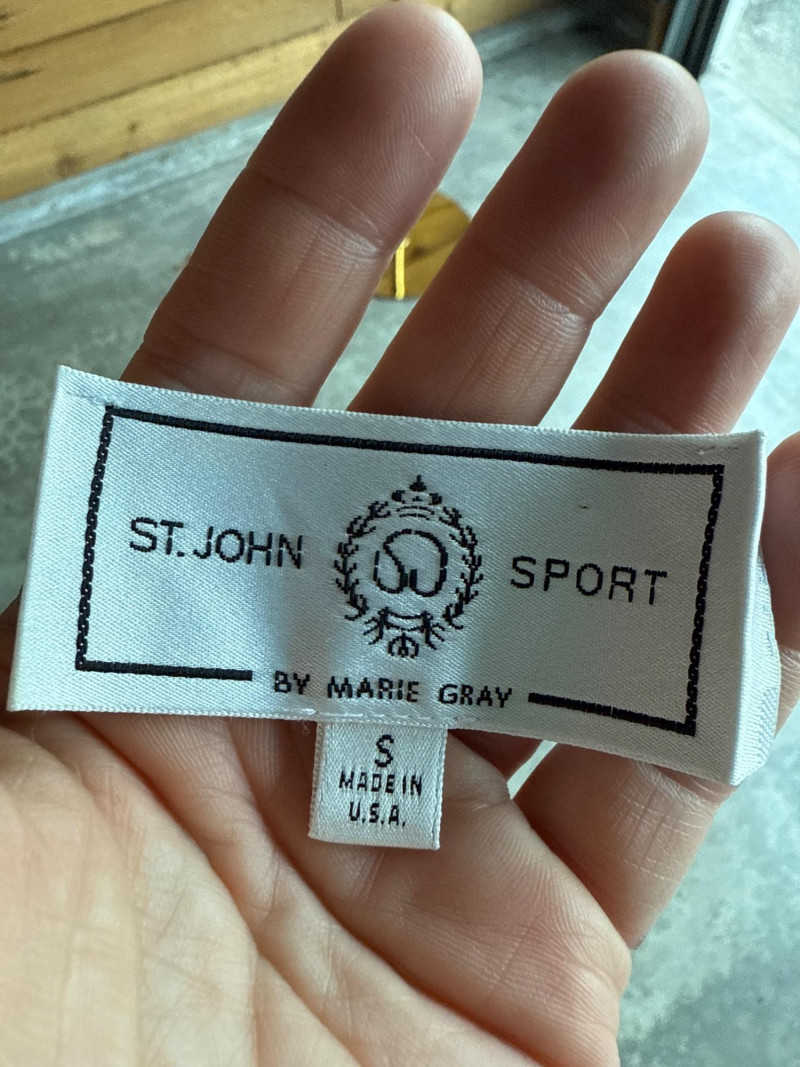 ST. JOHN SPORT
BY MARIE GRAY
S
MADE IN
U.S.A.